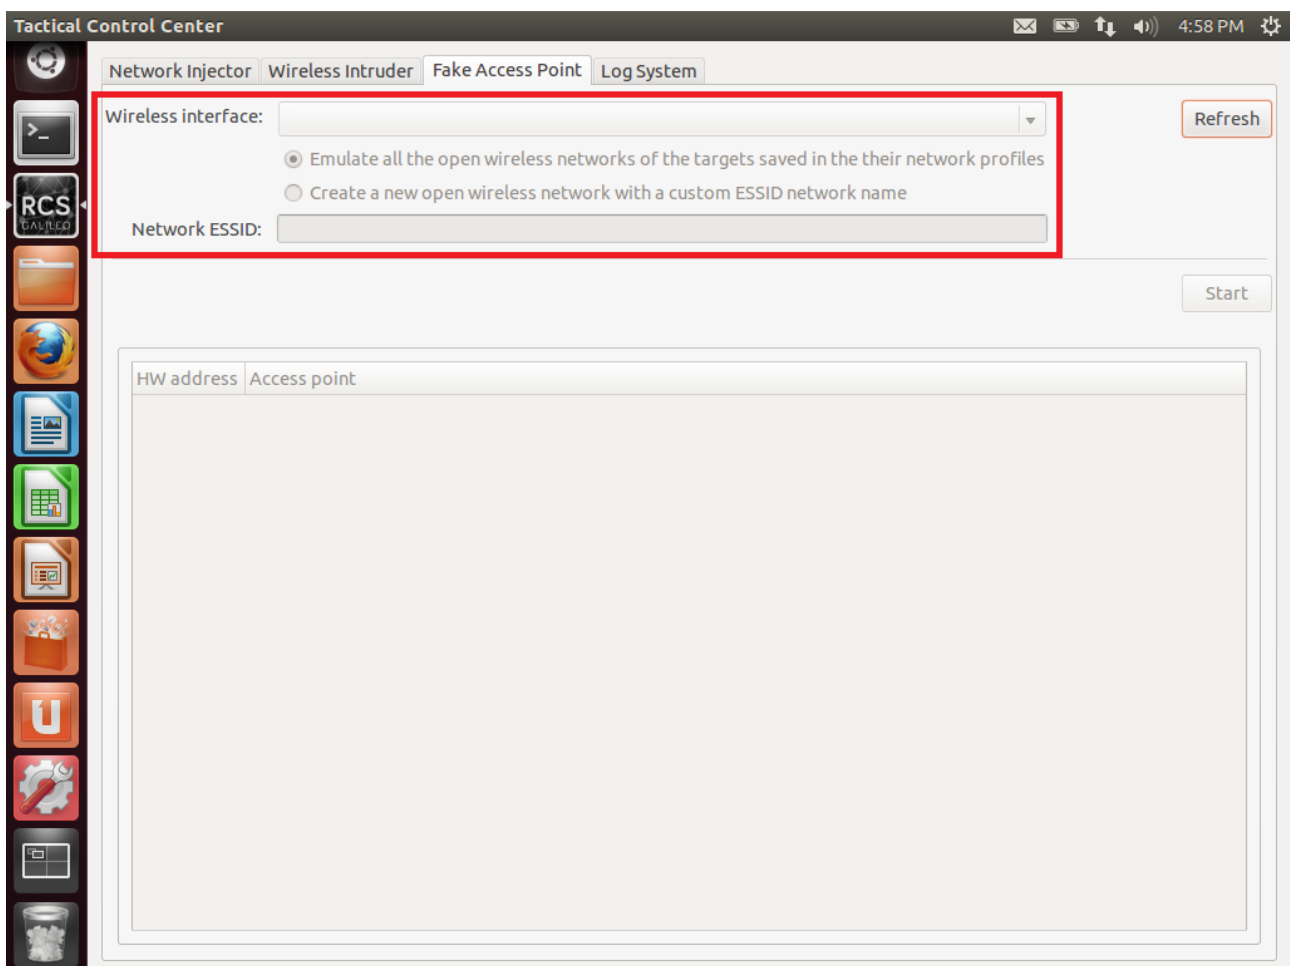 Tactical Control Center
4:58 PM
Network Injector
Wireless Intruder
Fake Access Point
Log System
Wireless interface:
Refresh
Emulate all the open wireless networks of the targets saved in the their network profiles
Create a new open wireless network with a custom ESSID network name
Network ESSID:
Start
HW address
Access point
>_
RCS
GALILEO